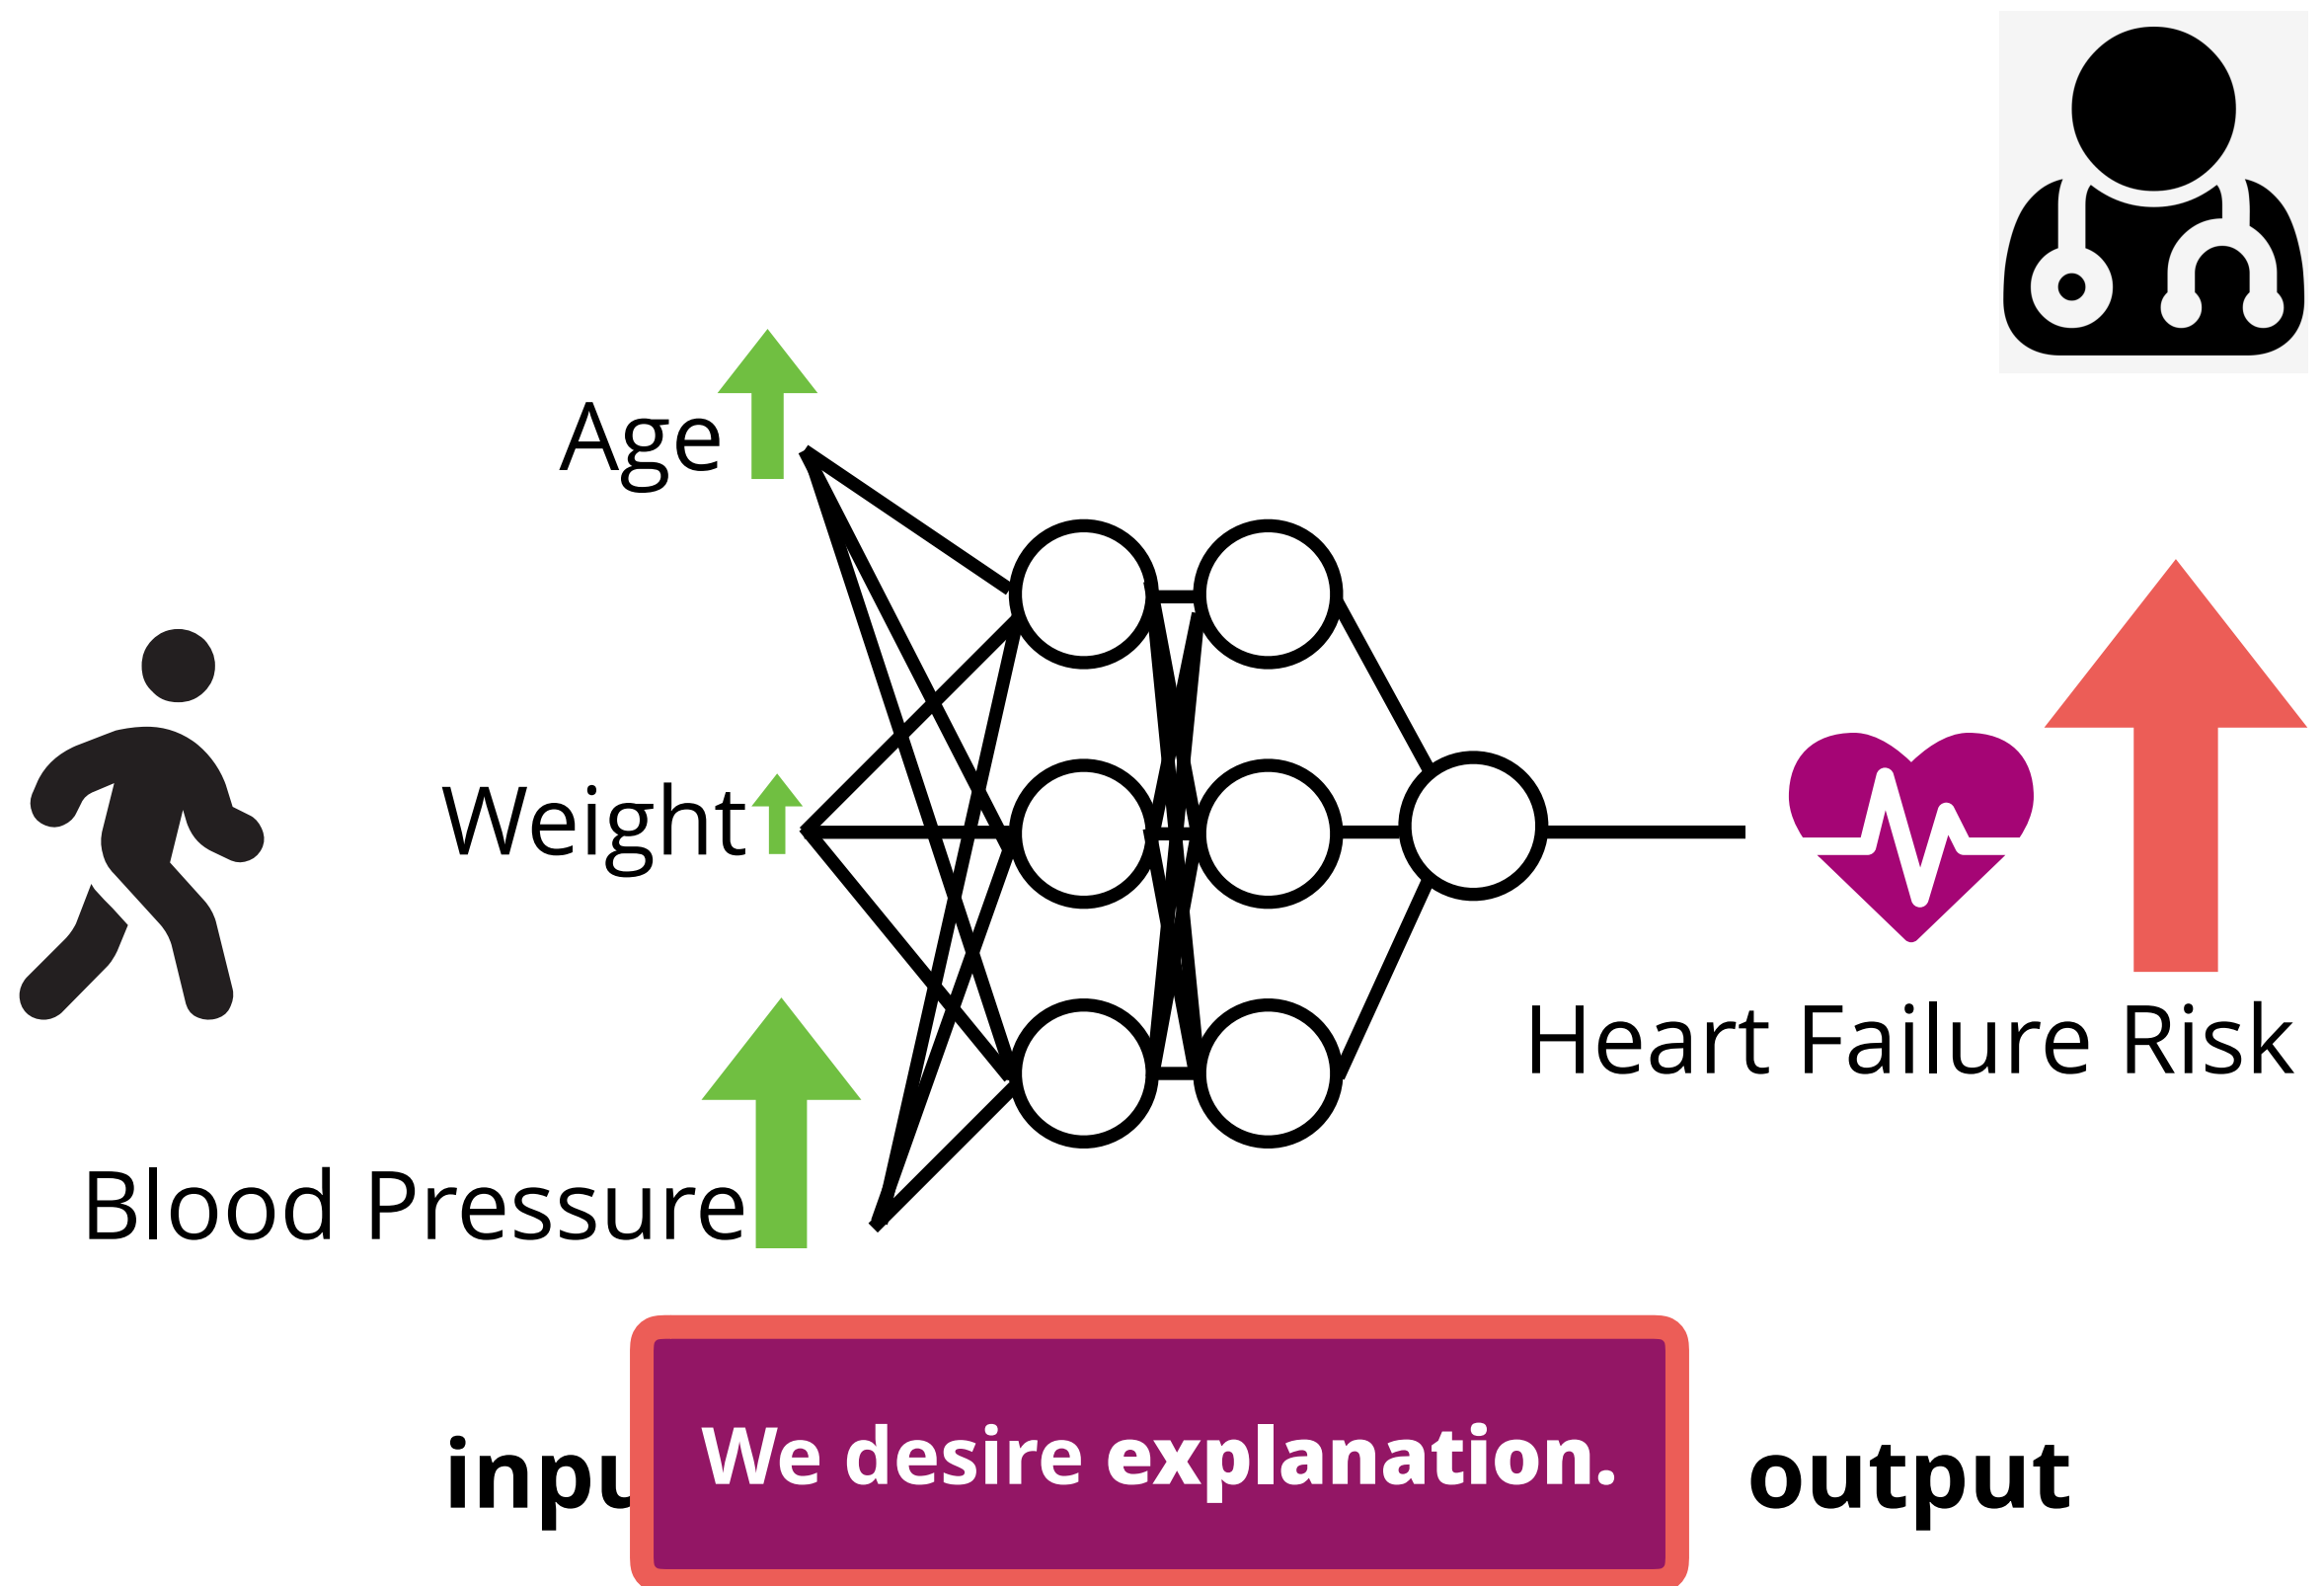 Age
Weight
Heart Failure Risk
Blood Pressure
inpu
We desire explanation.
output